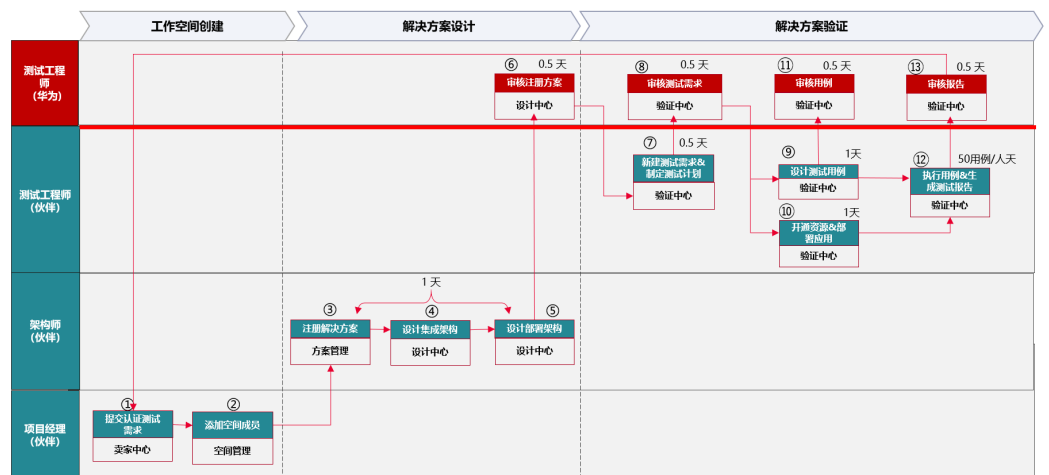 工作空间创建
解决方案设计
解决方案验证
测试工程
师
（华为）
⑥
0.5 天
审核注册方案
设计中心
⑧
0.5 天
审核测试需求
验证中心
⑪
0.5 天
审核用例
验证中心
⑬
0.5 天
审核报告
验证中心
测试工程师
（伙伴）
⑦
0.5 天
新建测试需求&
制定测试计划
验证中心
⑨
1天
设计测试用例
验证中心
⑩
1天
开通资源&部
署应用
验证中心
⑫
50用例/人天
执行用例&生
成测试报告
验证中心
架构师
（伙伴）
1 天
③
注册解决方案
方案管理
④
设计集成架构
设计中心
⑤
设计部署架构
设计中心
项目经理
（伙伴）
①
提交认证测试
需求
卖家中心
②
添加空间成员
空间管理